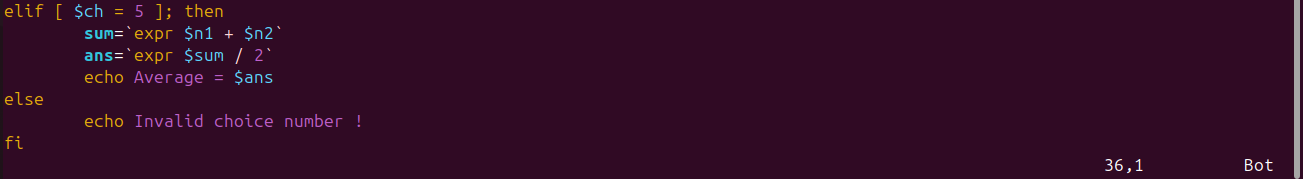 elif [ $ch = 5 ]; then
        sum=`expr $n1 + $n2`
        ans=`expr $sum / 2`
        echo Average = $ans
else
        echo Invalid choice number !
fi
36,1          Bot